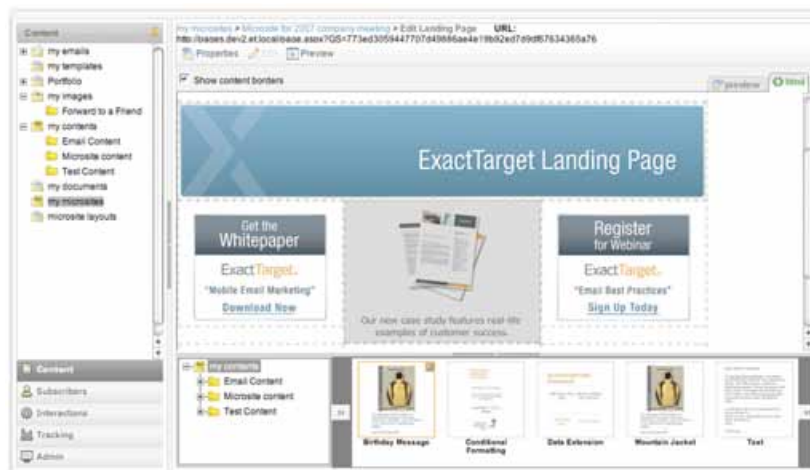 Content
my emails
my templates
Portfolio
my images
Forward to a Friend
my contents
Email Content
Microsite content
Test Content
my documents
my microsites
microsite layouts
Content
Subscribers
Interactions
Tracking
Admin
my microsites > Microsite for 2007 company meeting > Edit Landing Page URL:
Properties Preview
Show content borders
preview html
ExactTarget Landing Page
Get the
Whitepaper
ExactTarget.
"Mobile Email Marketing"
Download Now
Our new case study features real-life
examples of customer success.
Register
for Webinar
ExactTarget.
"Email Best Practices"
Sign Up Today
my contents
Email Content
Microsite content
Test Content
Birthday Message
Conditional
Formatting
Data Extension
Mountain Jacket
Text